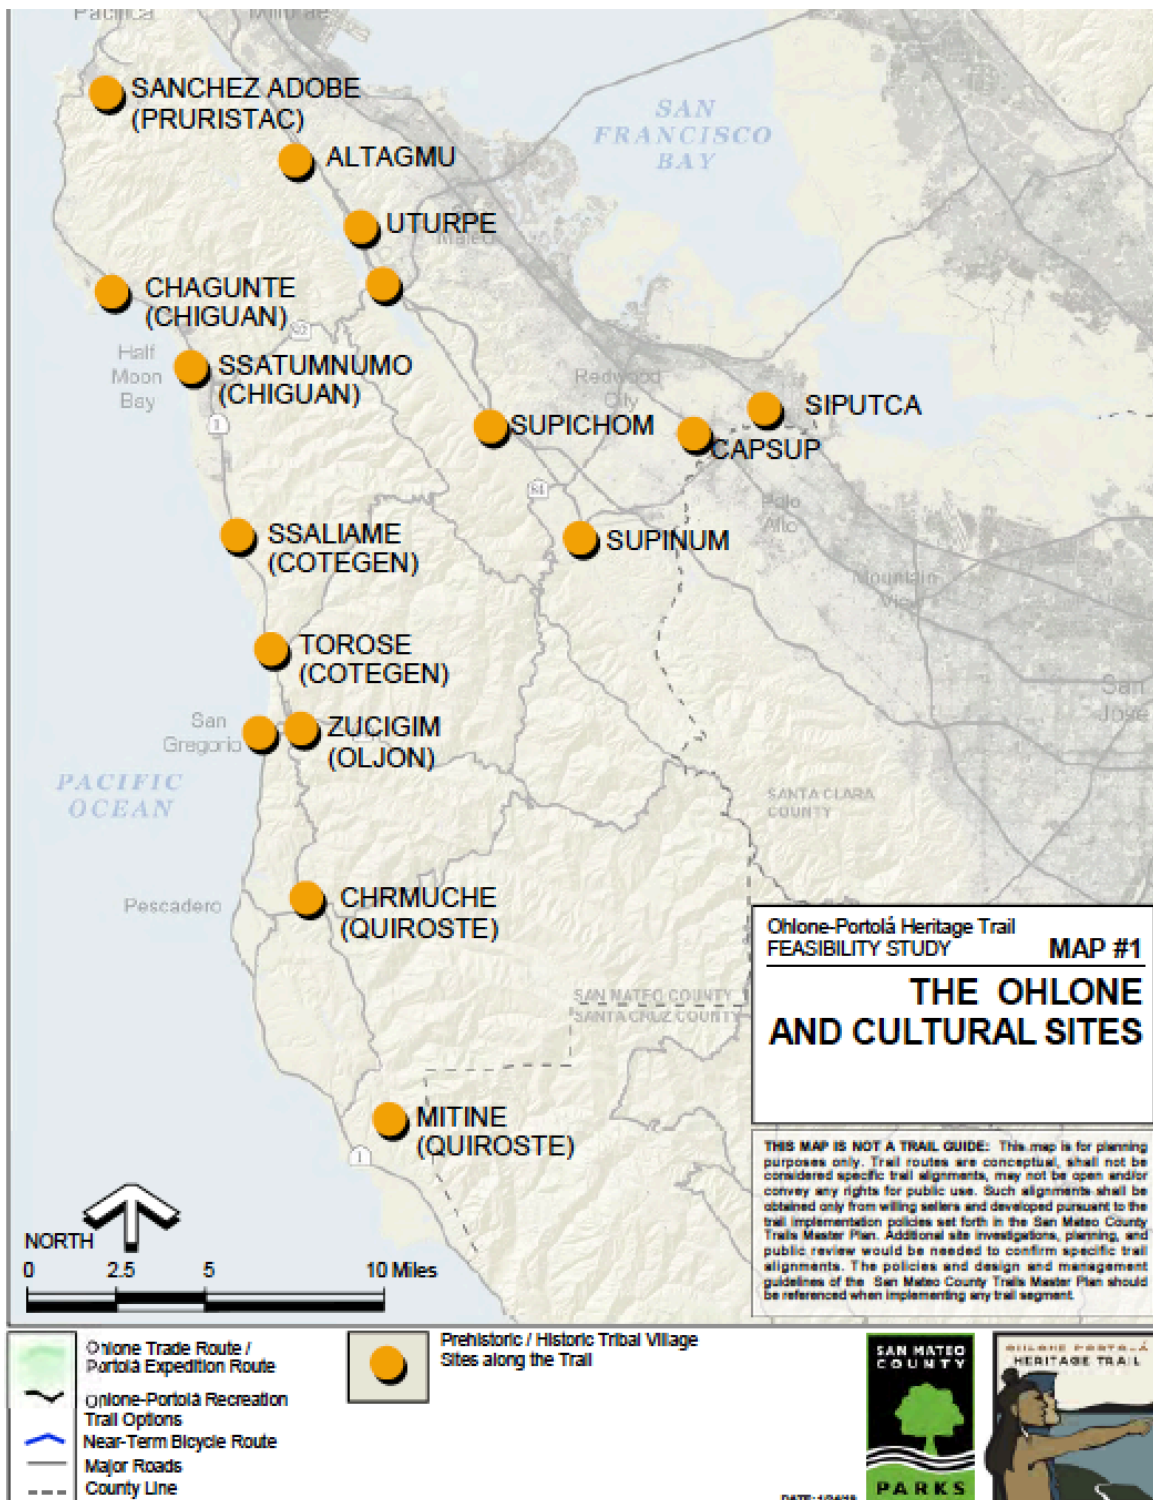 Pacifica
Millbrae
SANCHEZ ADOBE
(PRURISTAC)
SAN
FRANCISCO
BAY
ALTAGMU
UTURPE
Mateo
CHAGUNTE
(CHIGUAN)
92
Half
Moon
Bay
SSATUMNUMO
(CHIGUAN)
Redwood
City
SIPUTCA
1
SUPICHOM
CAPSUP
84
Palo
Alto
SSALIAME
(COTEGEN)
SUPINUM
Mountain
View
TOROSE
(COTEGEN)
San
Jose
San
Gregorio
ZUCIGIM
(OLJON)
PACIFIC
OCEAN
SANTA CLARA
COUNTY
Pescadero
CHRMUCHE
(QUIROSTE)
Ohlone-Portolá Heritage Trail
FEASIBILITY STUDY MAP #1
THE OHLONE
AND CULTURAL SITES
SAN MATEO COUNTY
SANTA CRUZ COUNTY
MITINE
(QUIROSTE)
1
THIS MAP IS NOT A TRAIL GUIDE: This map is for planning
purposes only. Trail routes are conceptual, shall not be
considered specific trail alignments, may not be open and/or
convey any rights for public use. Such alignments shall be
obtained only from willing sellers and developed pursuant to the
trail implementation policies set forth in the San Mateo County
Trails Master Plan. Additional site investigations, planning, and
public review would be needed to confirm specific trail
alignments. The policies and design and management
guidelines of the San Mateo County Trails Master Plan should
be referenced when implementing any trail segment.
NORTH
0 2.5 5 10 Miles
Ohlone Trade Route /
Portolá Expedition Route
Ohlone-Portolá Recreation
Trail Options
Near-Term Bicycle Route
Major Roads
County Line
Prehistoric / Historic Tribal Village
Sites along the Trail
SAN MATEO
COUNTY
PARKS
OHLONE PORTOLÁ
HERITAGE TRAIL